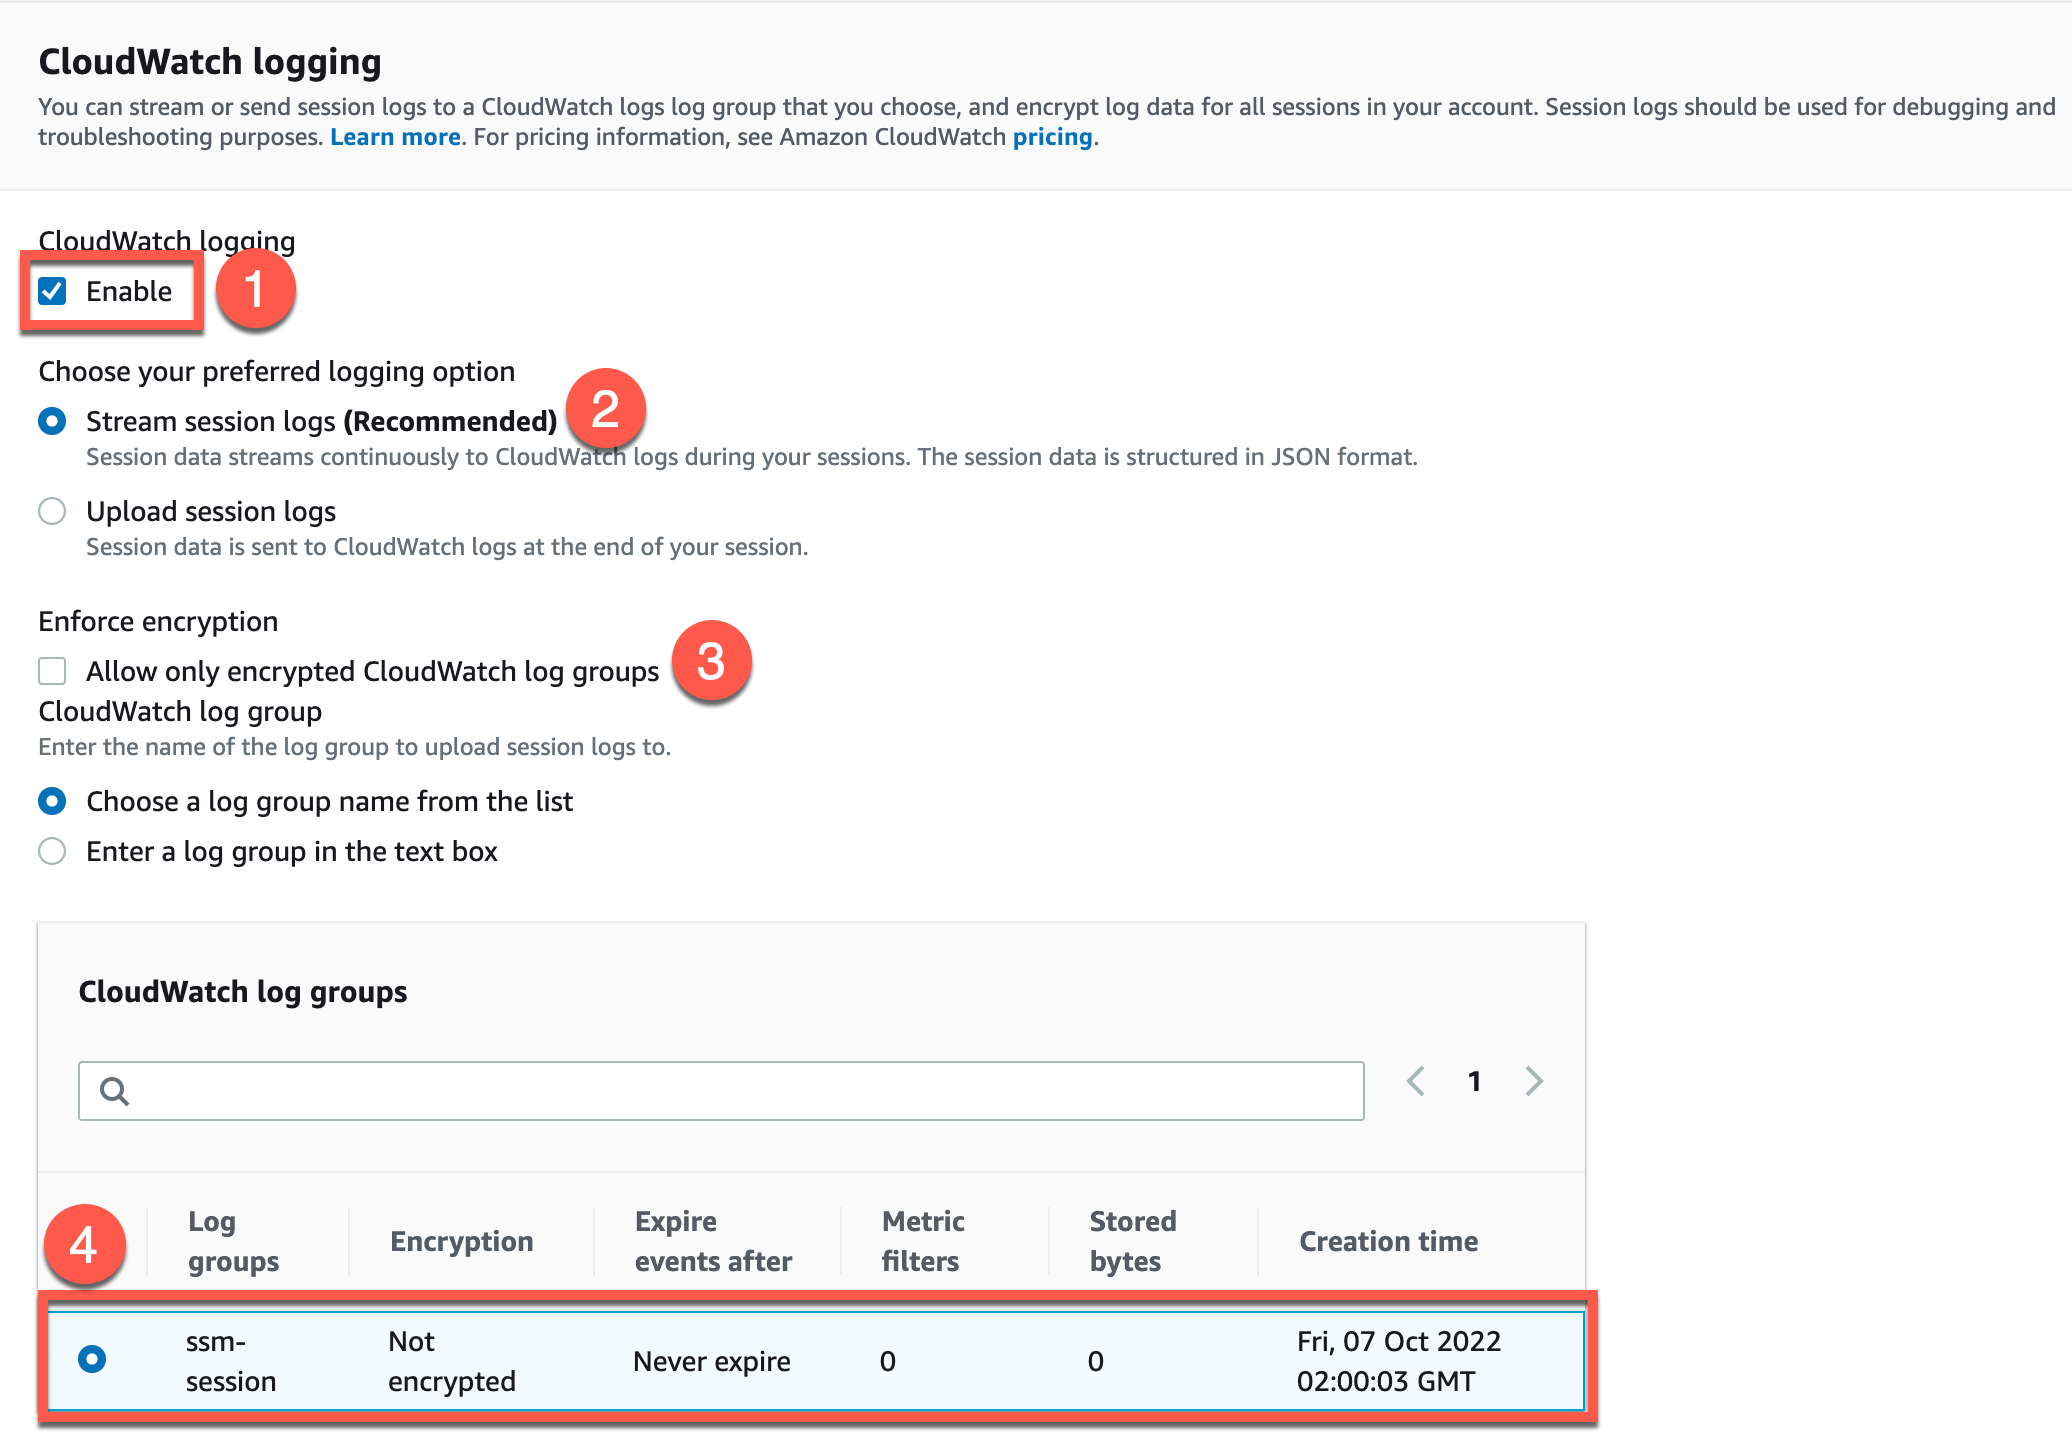 CloudWatch logging
You can stream or send session logs to a CloudWatch logs log group that you choose, and encrypt log data for all sessions in your account. Session logs should be used for debugging and
troubleshooting purposes. Learn more. For pricing information, see Amazon CloudWatch pricing.
CloudWatch logging
Enable
1
Choose your preferred logging option
Stream session logs (Recommended)
2
Session data streams continuously to CloudWatch logs during your sessions. The session data is structured in JSON format.
Upload session logs
Session data is sent to CloudWatch logs at the end of your session.
Enforce encryption
Allow only encrypted CloudWatch log groups
3
CloudWatch log group
Enter the name of the log group to upload session logs to.
Choose a log group name from the list
Enter a log group in the text box
CloudWatch log groups
1
4
Log
groups
Encryption
Expire
events after
Metric
filters
Stored
bytes
Creation time
ssm-
session
Not
encrypted
Never expire
0
0
Fri, 07 Oct 2022
02:00:03 GMT